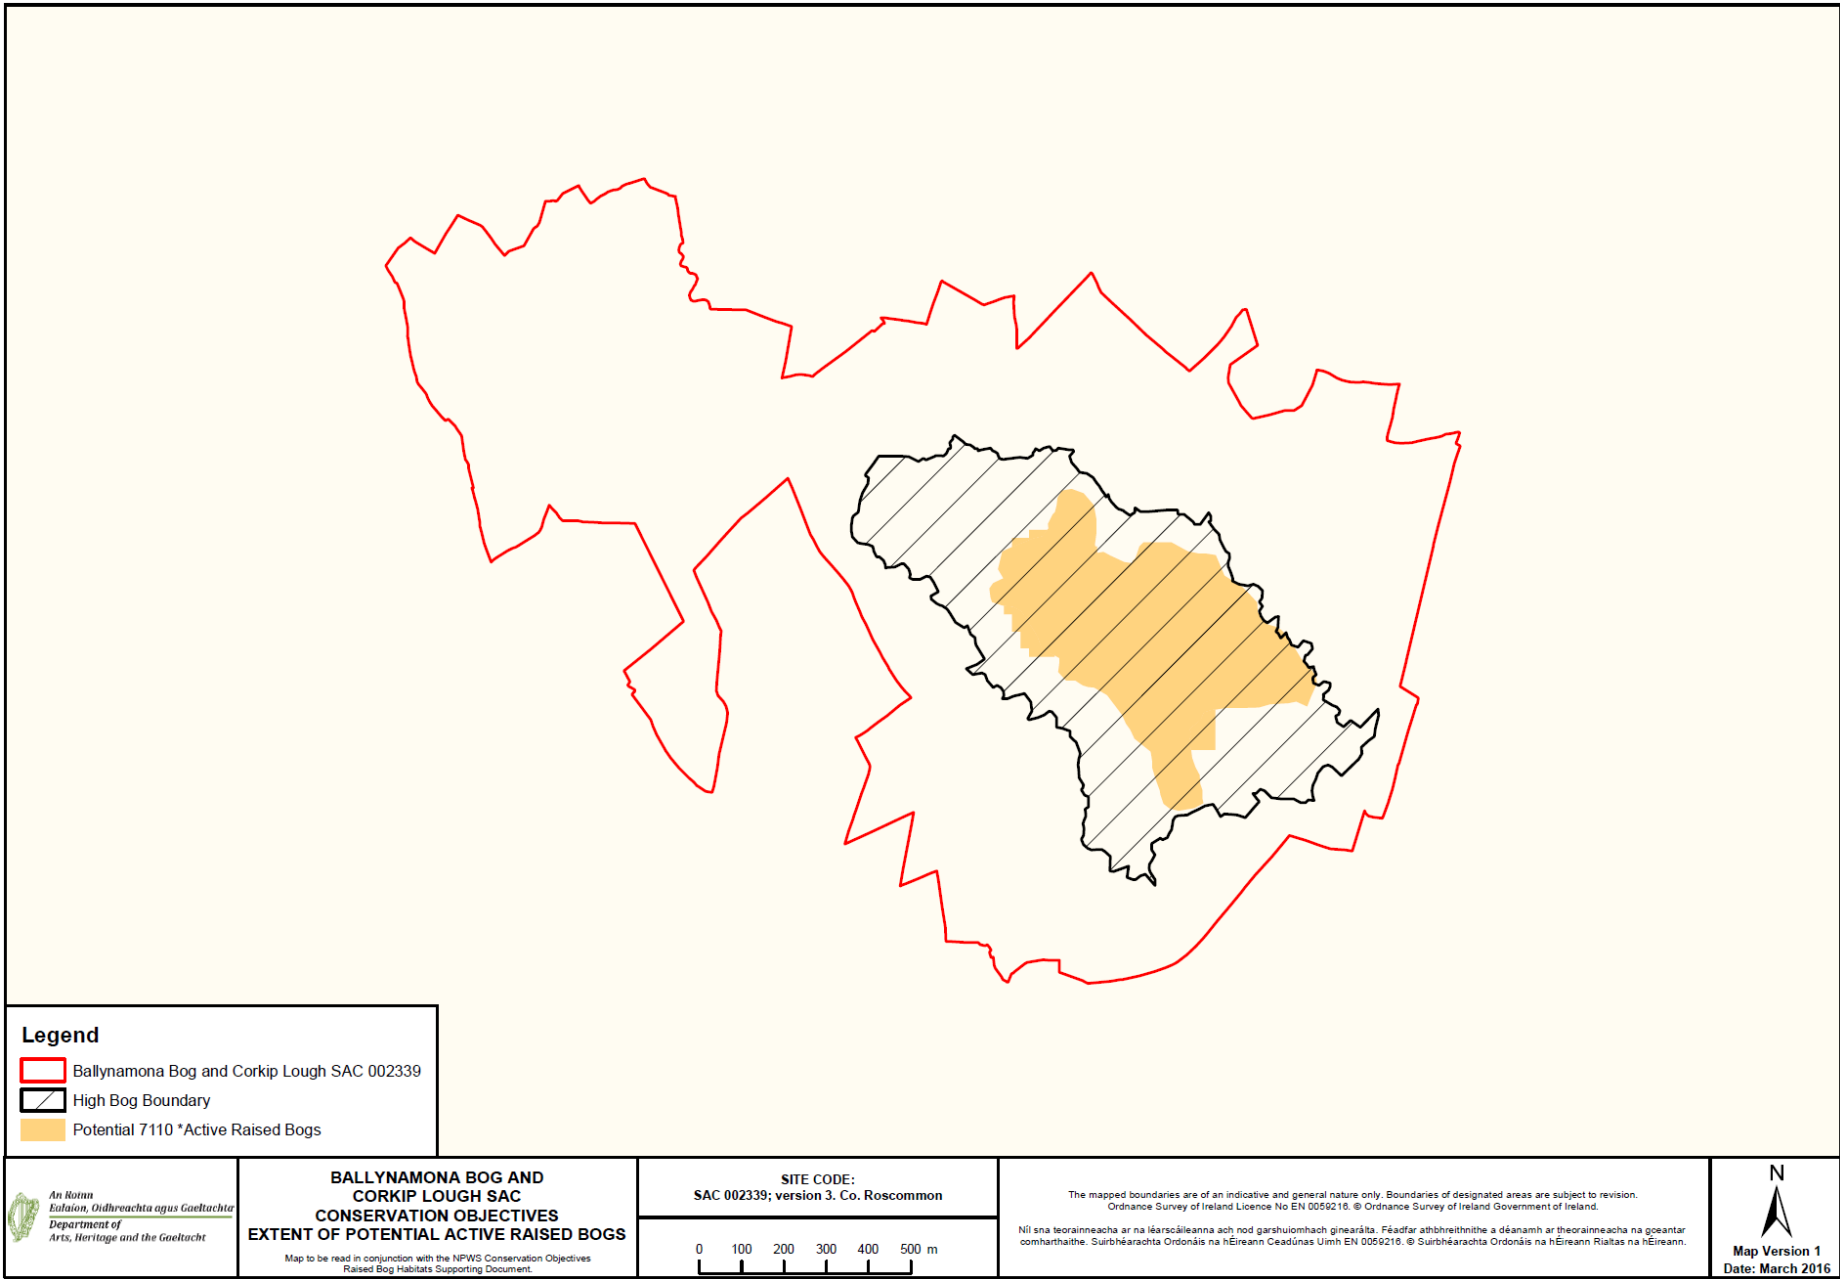 Legend
Ballynamona Bog and Corkip Lough SAC 002339
High Bog Boundary
Potential 7110 *Active Raised Bogs
An Roinn
Ealaíon, Oidhreachta agus Gaeltachta
Department of
Arts, Heritage and the Gaeltacht
BALLYNAMONA BOG AND
CORKIP LOUGH SAC
CONSERVATION OBJECTIVES
EXTENT OF POTENTIAL ACTIVE RAISED BOGS
Map to be read in conjunction with the NPWS Conservation Objectives
Raised Bog Habitats Supporting Document.
SITE CODE:
SAC 002339; version 3. Co. Roscommon
0 100 200 300 400 500 m
The mapped boundaries are of an indicative and general nature only. Boundaries of designated areas are subject to revision.
Ordnance Survey of Ireland Licence No EN 0059216. © Ordnance Survey of Ireland Government of Ireland.
Níl sna teorainneacha ar na léarscáileanna ach nod garshuiomhach ginearálta. Féadfar athbhreithnithe a déanamh ar theorainneacha na gceantar
comharthaithe. Suirbhéarachta Ordonáis na hÉireann Ceadúnas Uimh EN 0059216. © Suirbhéarachta Ordonáis na hÉireann Rialtas na hÉireann.
N
Map Version 1
Date: March 2016